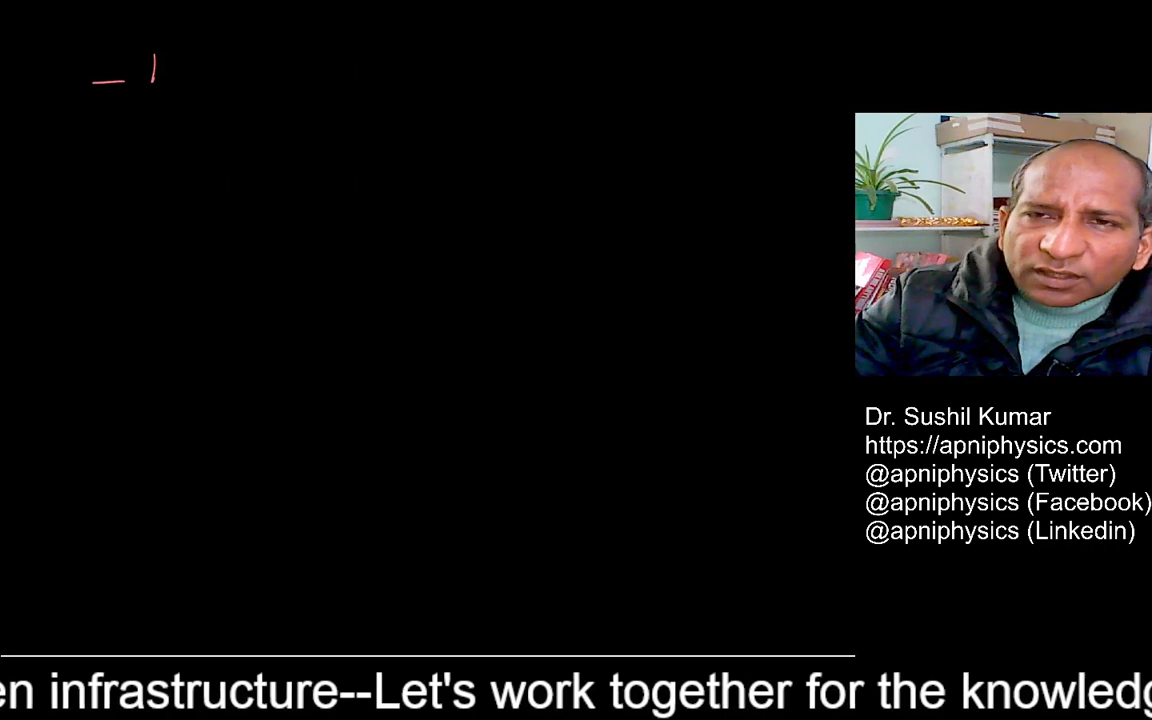 Dr. Sushil Kumar
https://apniphysics.com
@apniphysics (Twitter)
@apniphysics (Facebook)
@apniphysics (Linkedin)
en infrastructure--Let's work together for the knowledg